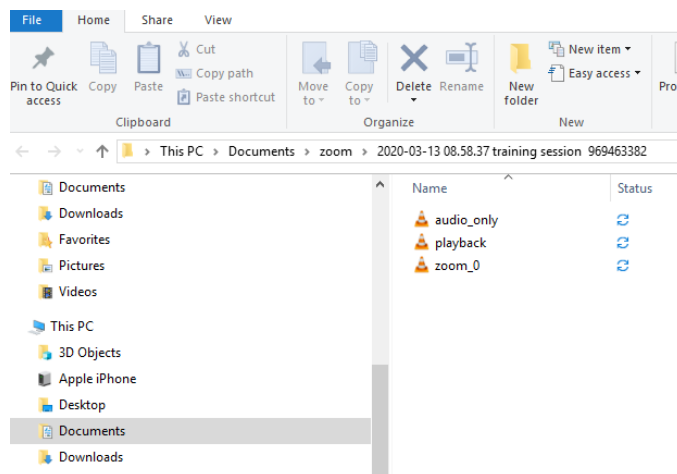 File Home Share View
Pin to Quick access
Copy
Paste
Cut
Copy path
Paste shortcut
Clipboard
Move to
Copy to
Delete
Rename
Organize
New folder
New item
Easy access
New
This PC > Documents > zoom > 2020-03-13 08.58.37 training session 969463382
Documents
Downloads
Favorites
Pictures
Videos
This PC
3D Objects
Apple iPhone
Desktop
Documents
Downloads
Name Status
audio_only
playback
zoom_0